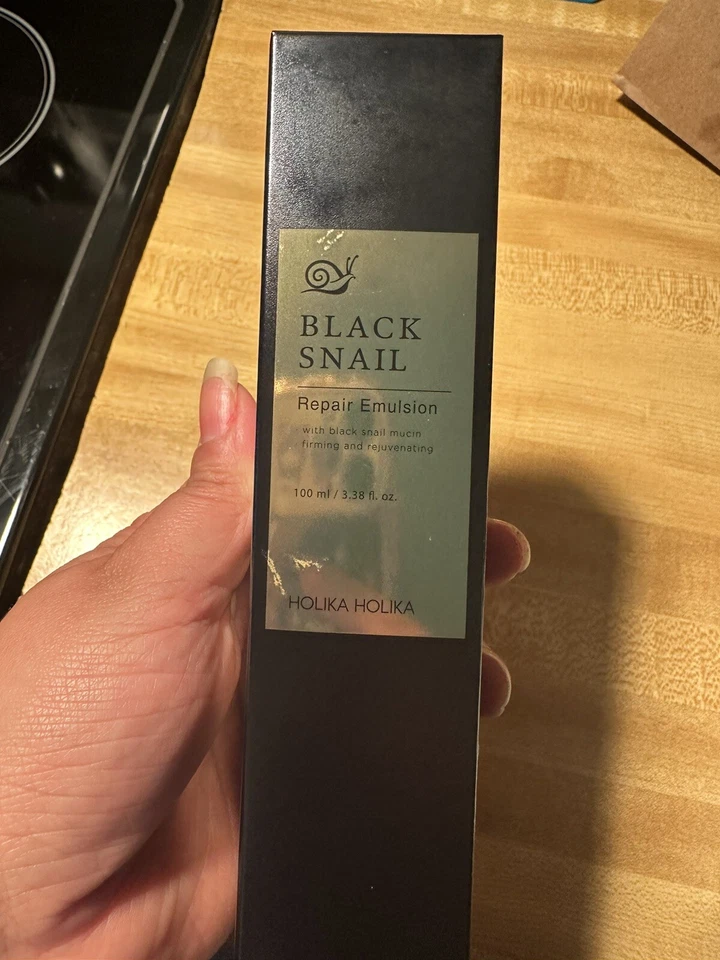 BLACK
SNAIL
Repair Emulsion
with black snail mucin
firming and rejuvenating
100 ml / 3.38 fl. oz.
HOLIKA HOLIKA